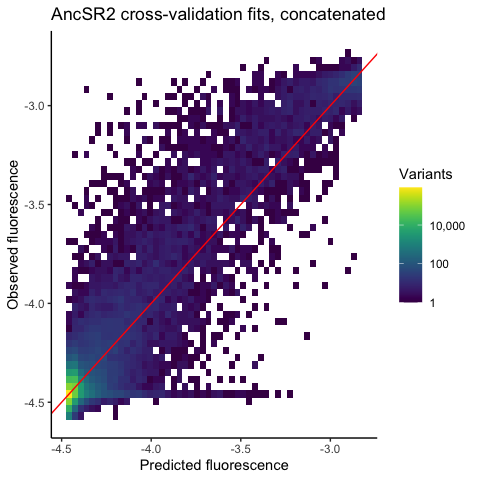 AncSR2 cross-validation fits, concatenated
Observed fluorescence
-3.0
-3.5
-4.0
-4.5
-4.5
-4.0
-3.5
-3.0
Predicted fluorescence
Variants
10,000
100
1